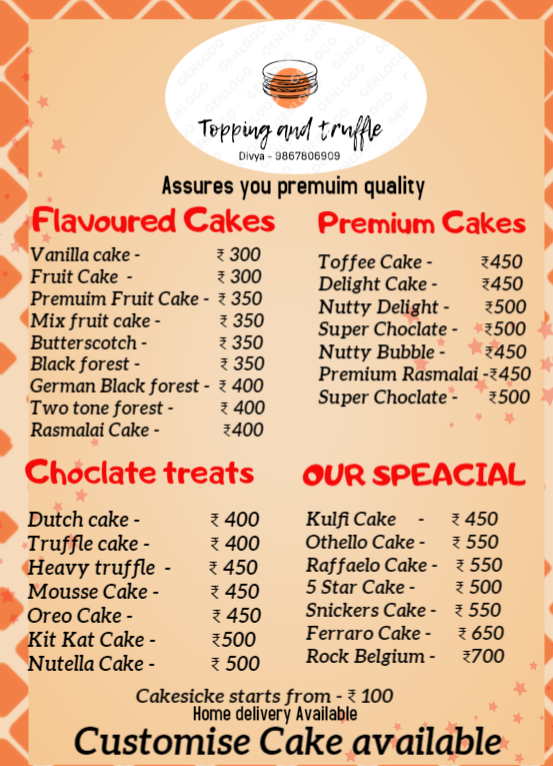 Topping and truffle
Divya - 9867806909
Assures you premuim quality
Flavoured Cakes
Vanilla cake - ₹ 300
Fruit Cake - ₹ 300
Premuim Fruit Cake - ₹ 350
Mix fruit cake - ₹ 350
Butterscotch - ₹ 350
Black forest - ₹ 350
German Black forest - ₹ 400
Two tone forest - ₹ 400
Rasmalai Cake - ₹400
Premium Cakes
Toffee Cake - ₹450
Delight Cake - ₹450
Nutty Delight - ₹500
Super Choclate - ₹500
Nutty Bubble - ₹450
Premium Rasmalai -₹450
Super Choclate - ₹500
Choclate treats
Dutch cake - ₹ 400
Truffle cake - ₹ 400
Heavy truffle - ₹ 450
Mousse Cake - ₹ 450
Oreo Cake - ₹ 450
Kit Kat Cake - ₹500
Nutella Cake - ₹ 500
OUR SPEACIAL
Kulfi Cake - ₹ 450
Othello Cake - ₹ 550
Raffaelo Cake - ₹ 550
5 Star Cake - ₹ 500
Snickers Cake - ₹ 550
Ferraro Cake - ₹ 650
Rock Belgium - ₹700
Cakesicke starts from - ₹ 100
Home delivery Available
Customise Cake available